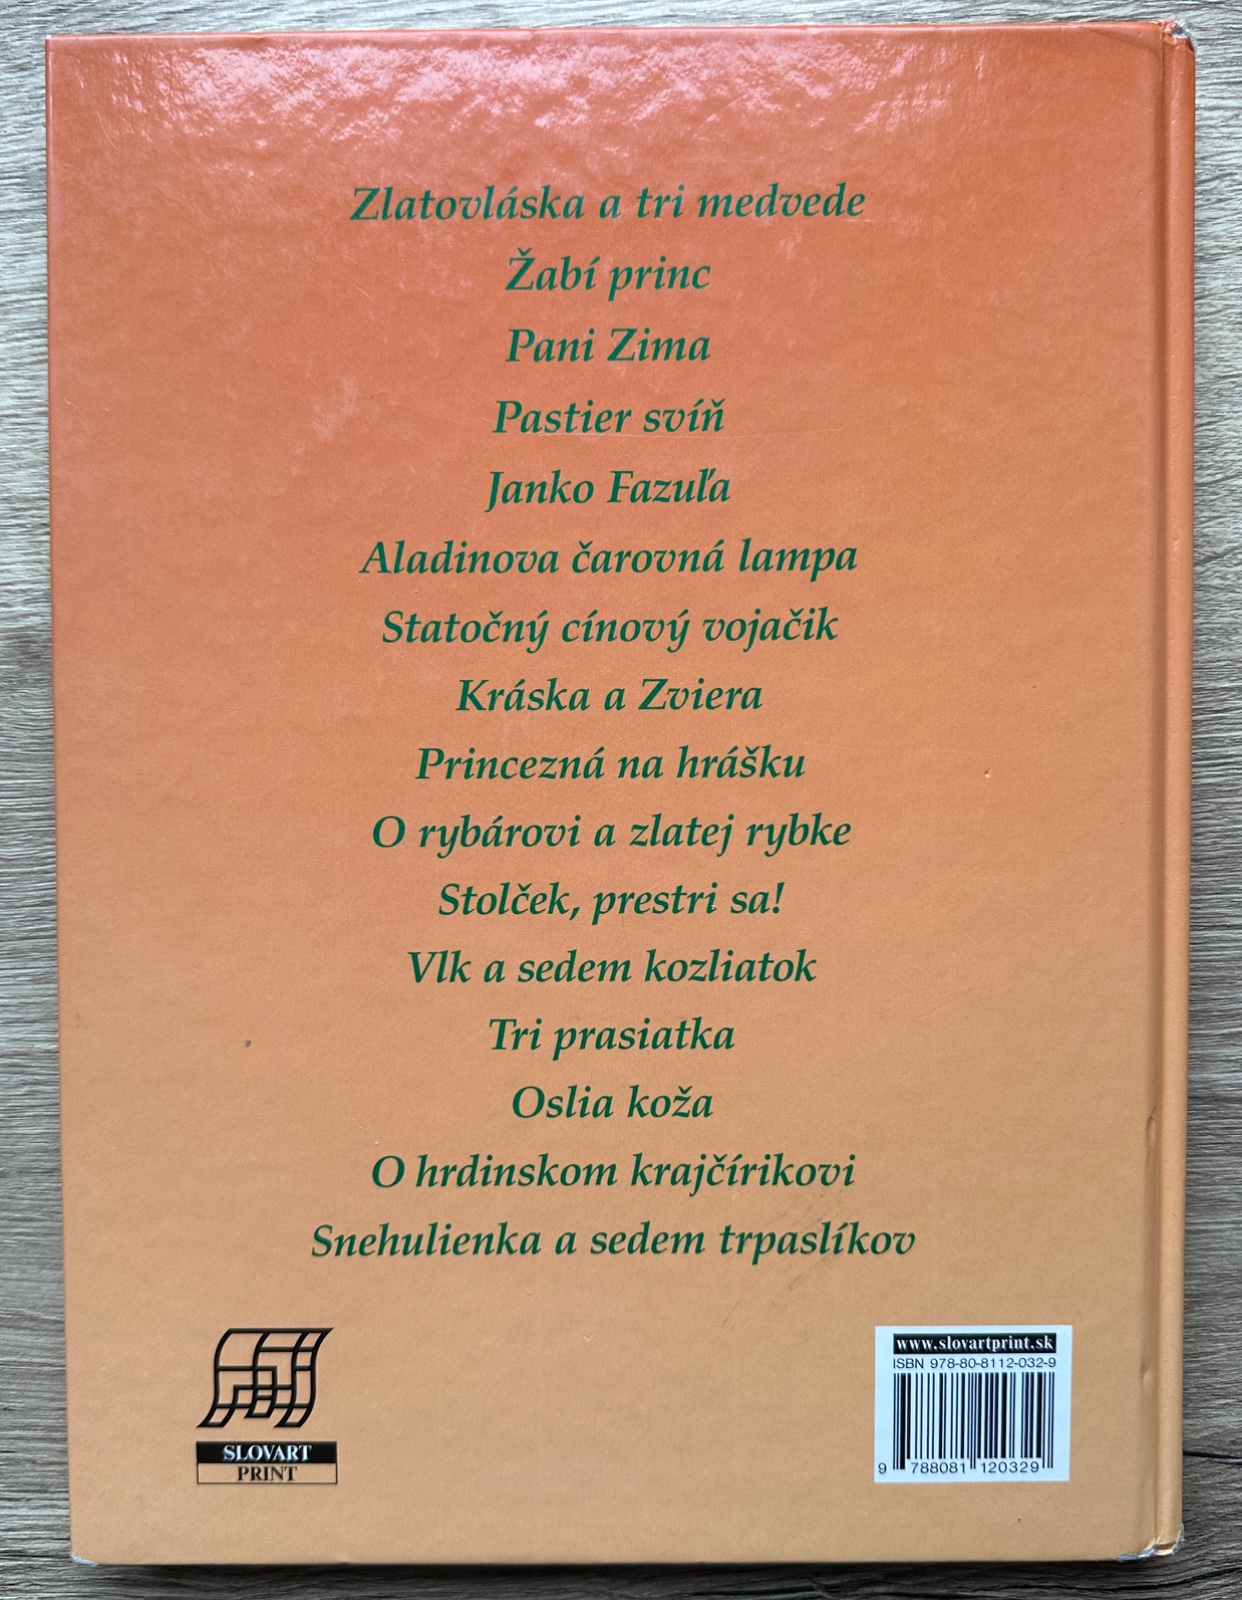 Zlatovláska a tri medvede
Žabí princ
Pani Zima
Pastier svíň
Janko Fazuľa
Aladinova čarovná lampa
Statočný cínový vojačik
Kráska a Zviera
Princezná na hrášku
O rybárovi a zlatej rybke
Stolček, prestri sa!
Vlk a sedem kozliatok
Tri prasiatka
Oslia koža
O hrdinskom krajčírikovi
Snehulienka a sedem trpaslíkov
SLOVART
PRINT
www.slovartprint.sk
ISBN 978-80-8112-032-9
9 788081 120329